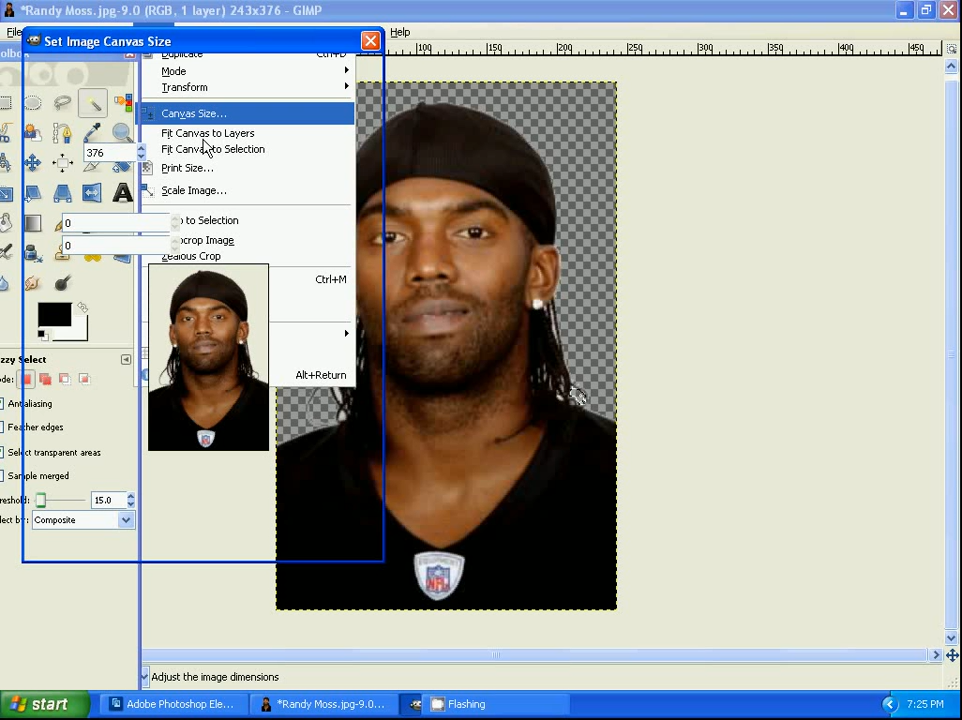 *Randy Moss.jpg-9.0 (RGB, 1 layer) 243x376 – GIMP
Help
Set Image Canvas Size
100 150 200 250 300 350 400 450
Duplicate Ctrl+D
Mode
Transform
Canvas Size...
Fit Canvas to Layers
Fit Canvas to Selection
376
Print Size...
Scale Image...
to Selection
0
Image
0
Zealous Crop
Ctrl+M
Alt+Return
Antialiasing
Feather edges
Select transparent areas
Sample merged
15.0
Composite
NFL
Adjust the image dimensions
start
Adobe Photoshop Ele...
*Randy Moss.jpg-9.0...
Flashing
7:25 PM